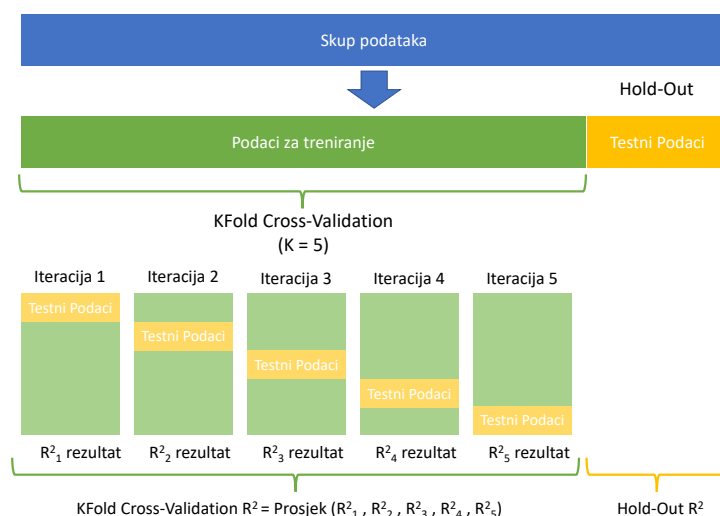 Skup podataka
Hold-Out
Podaci za treniranje
Testni Podaci
KFold Cross-Validation
(K = 5)
Iteracija 1
Iteracija 2
Iteracija 3
Iteracija 4
Iteracija 5
Testni Podaci
Testni Podaci
Testni Podaci
Testni Podaci
Testni Podaci
R²₁ rezultat
R²₂ rezultat
R²₃ rezultat
R²₄ rezultat
R²₅ rezultat
KFold Cross-Validation R² = Prosjek (R²₁ , R²₂ , R²₃ , R²₄ , R²₅)
Hold-Out R²